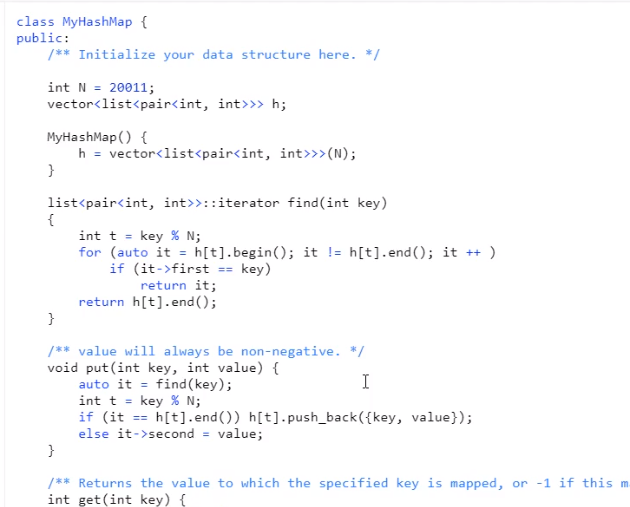 class MyHashMap {
public:
    /** Initialize your data structure here. */
    int N = 20011;
    vector<list<pair<int, int>>> h;
    MyHashMap() {
        h = vector<list<pair<int, int>>>(N);
    }
    list<pair<int, int>>::iterator find(int key)
    {
        int t = key % N;
        for (auto it = h[t].begin(); it != h[t].end(); it ++ )
            if (it->first == key)
                return it;
        return h[t].end();
    }
    /** value will always be non-negative. */
    void put(int key, int value) {
        auto it = find(key);
        int t = key % N;
        if (it == h[t].end()) h[t].push_back({key, value});
        else it->second = value;
    }
    /** Returns the value to which the specified key is mapped, or -1 if this m
    int get(int key) {